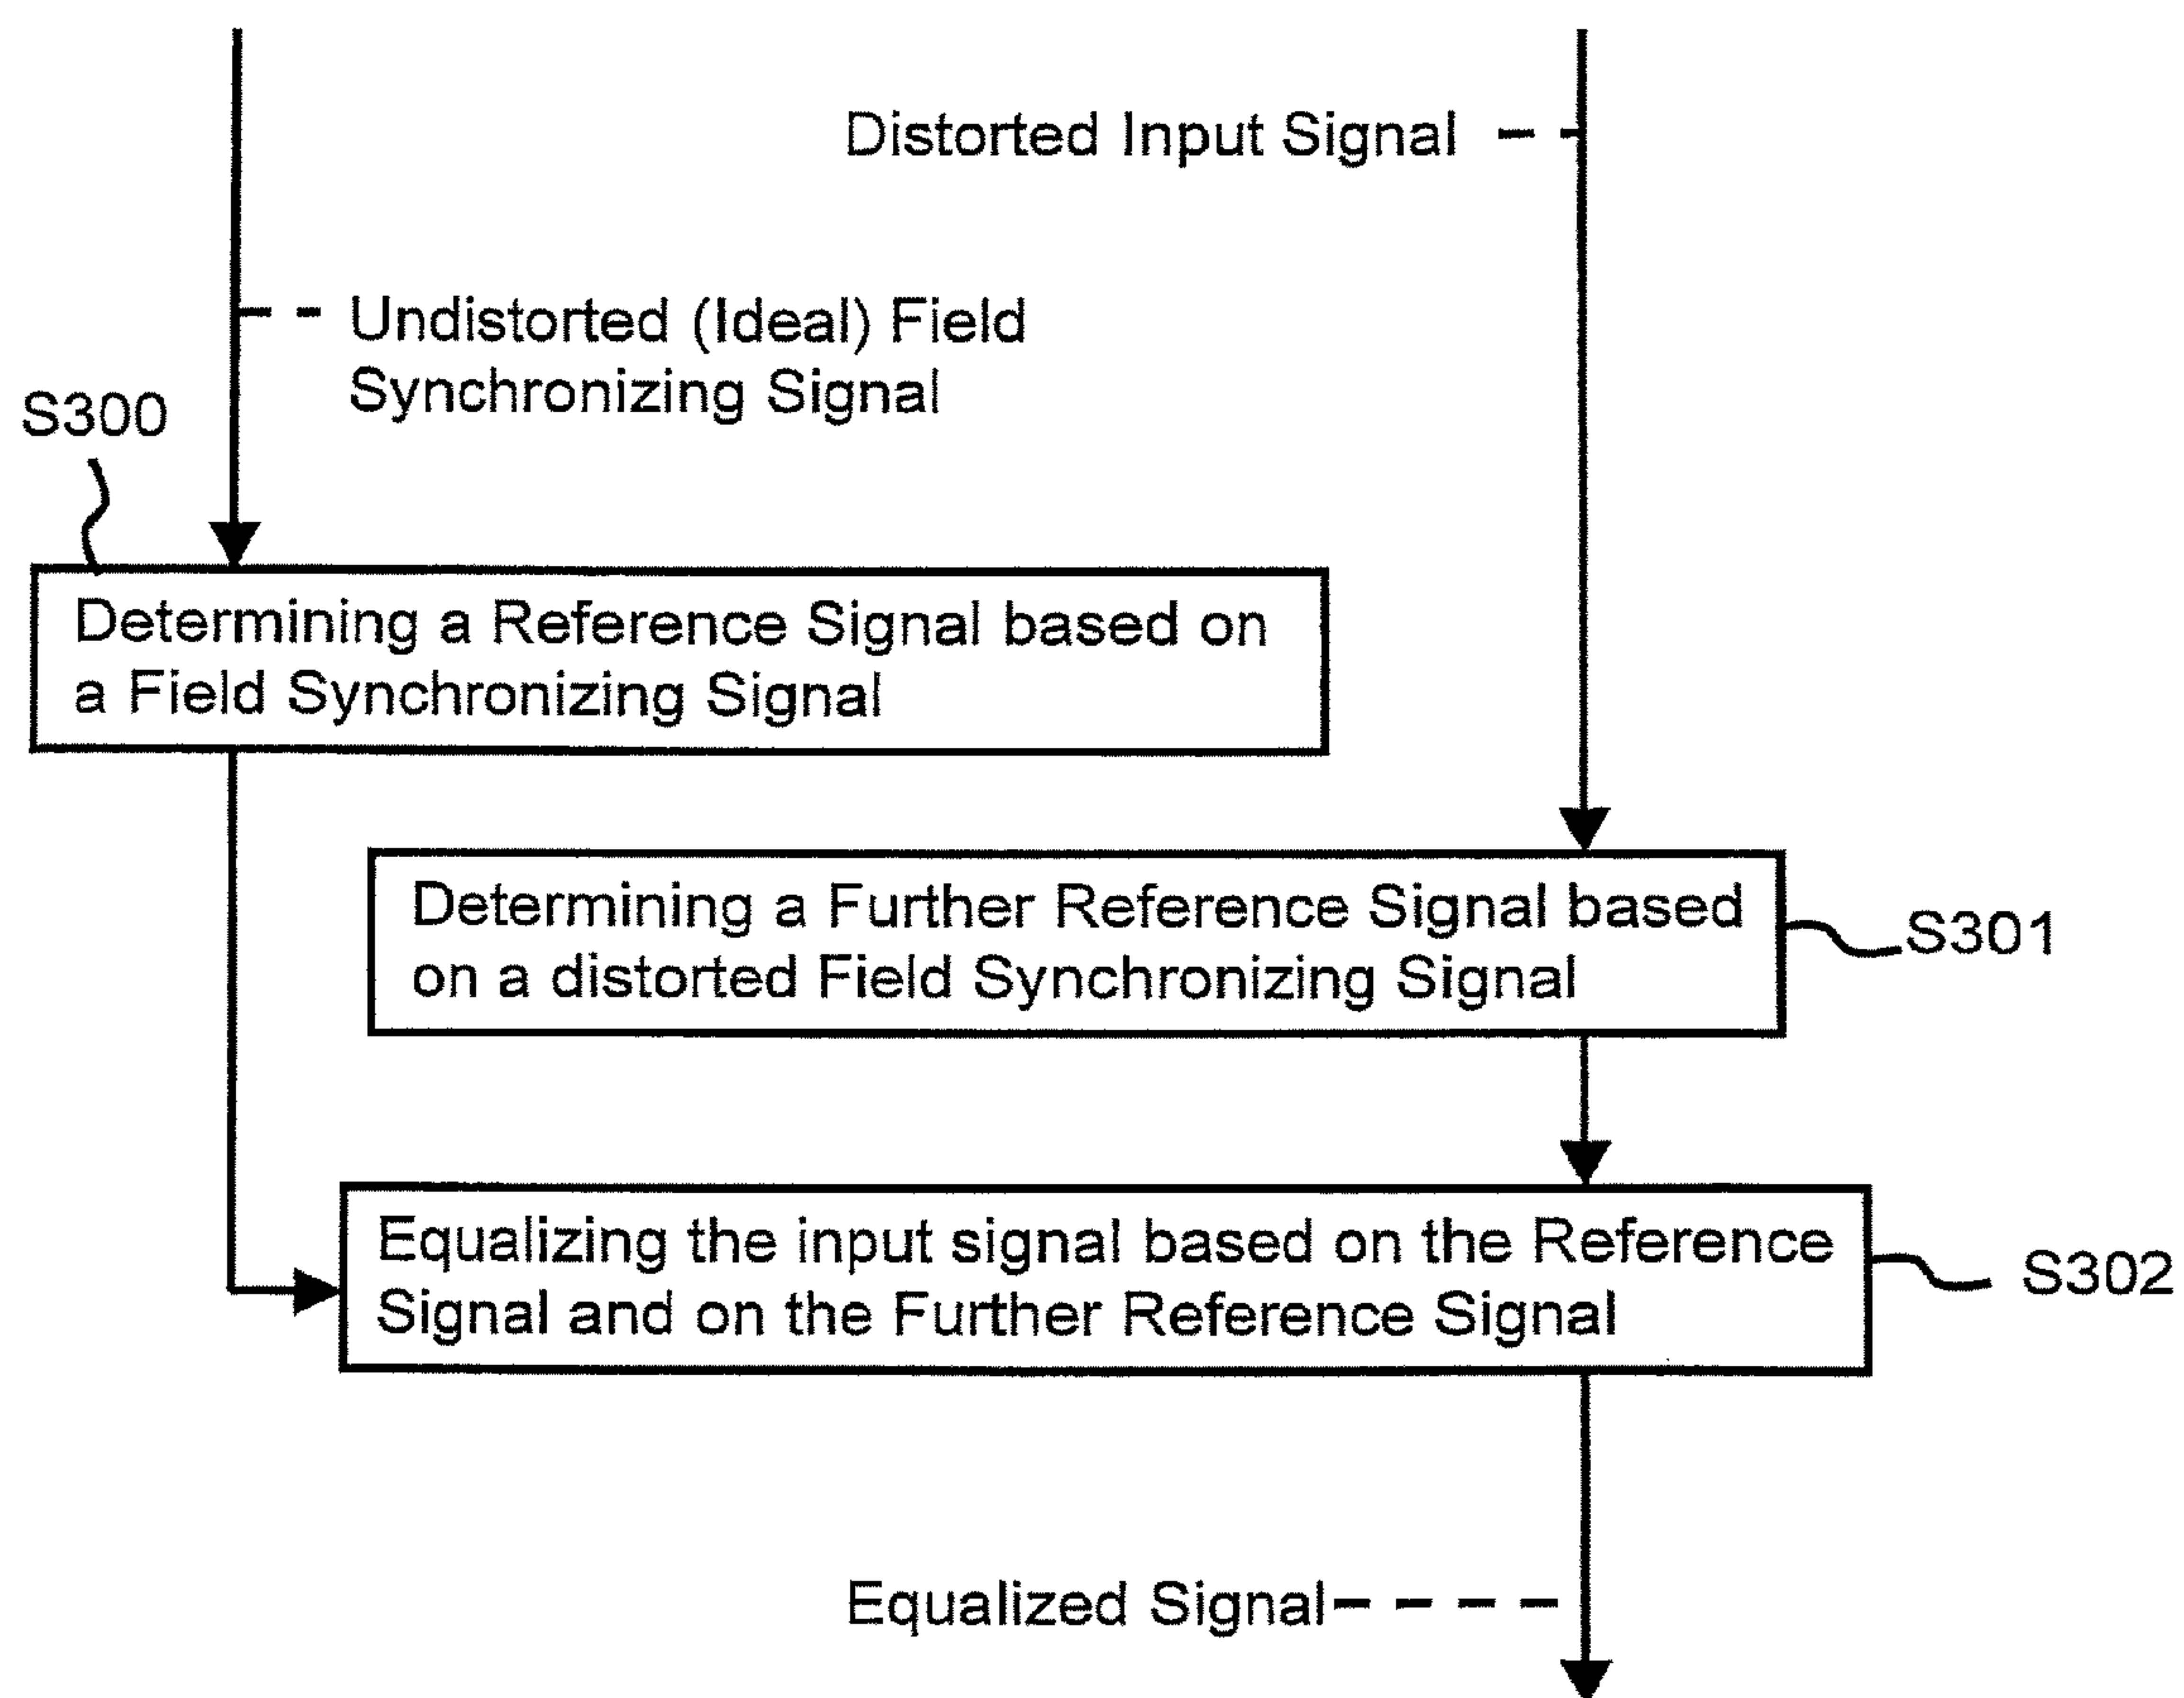 Distorted Input Signal
Undistorted (Ideal) Field
Synchronizing Signal
S300
Determining a Reference Signal based on
a Field Synchronizing Signal
Determining a Further Reference Signal based
on a distorted Field Synchronizing Signal
S301
Equalizing the input signal based on the Reference
Signal and on the Further Reference Signal
S302
Equalized Signal